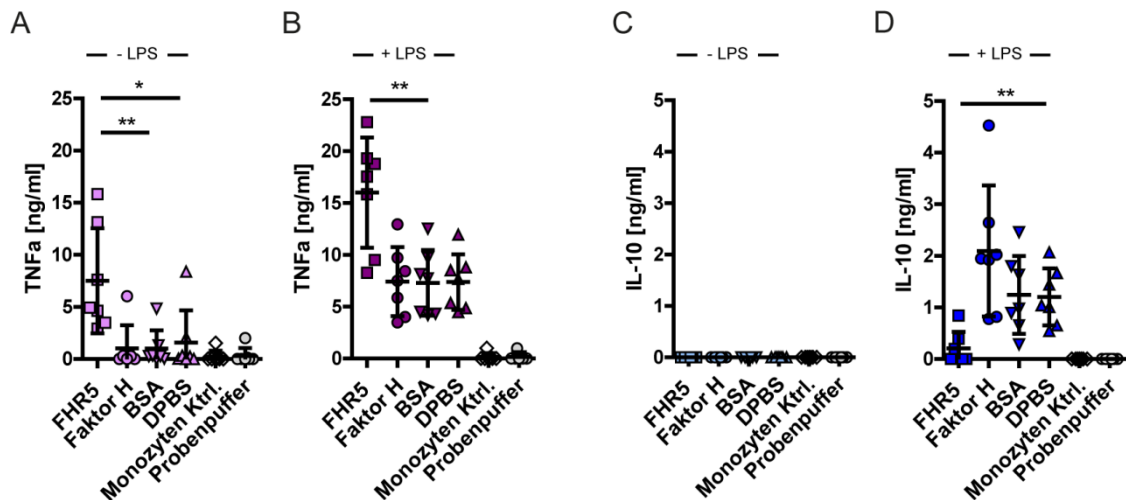 A
- LPS
*
**
TNFa [ng/ml]
25
20
15
10
5
0
FHR5
Faktor H
BSA
DPBS
Monozyten Ktrl.
Probenpuffer
B
+ LPS
**
TNFa [ng/ml]
25
20
15
10
5
0
FHR5
Faktor H
BSA
DPBS
Monozyten Ktrl.
Probenpuffer
C
- LPS
IL-10 [ng/ml]
5
4
3
2
1
0
FHR5
Faktor H
BSA
DPBS
Monozyten Ktrl.
Probenpuffer
D
+ LPS
**
IL-10 [ng/ml]
5
4
3
2
1
0
FHR5
Faktor H
BSA
DPBS
Monozyten Ktrl.
Probenpuffer